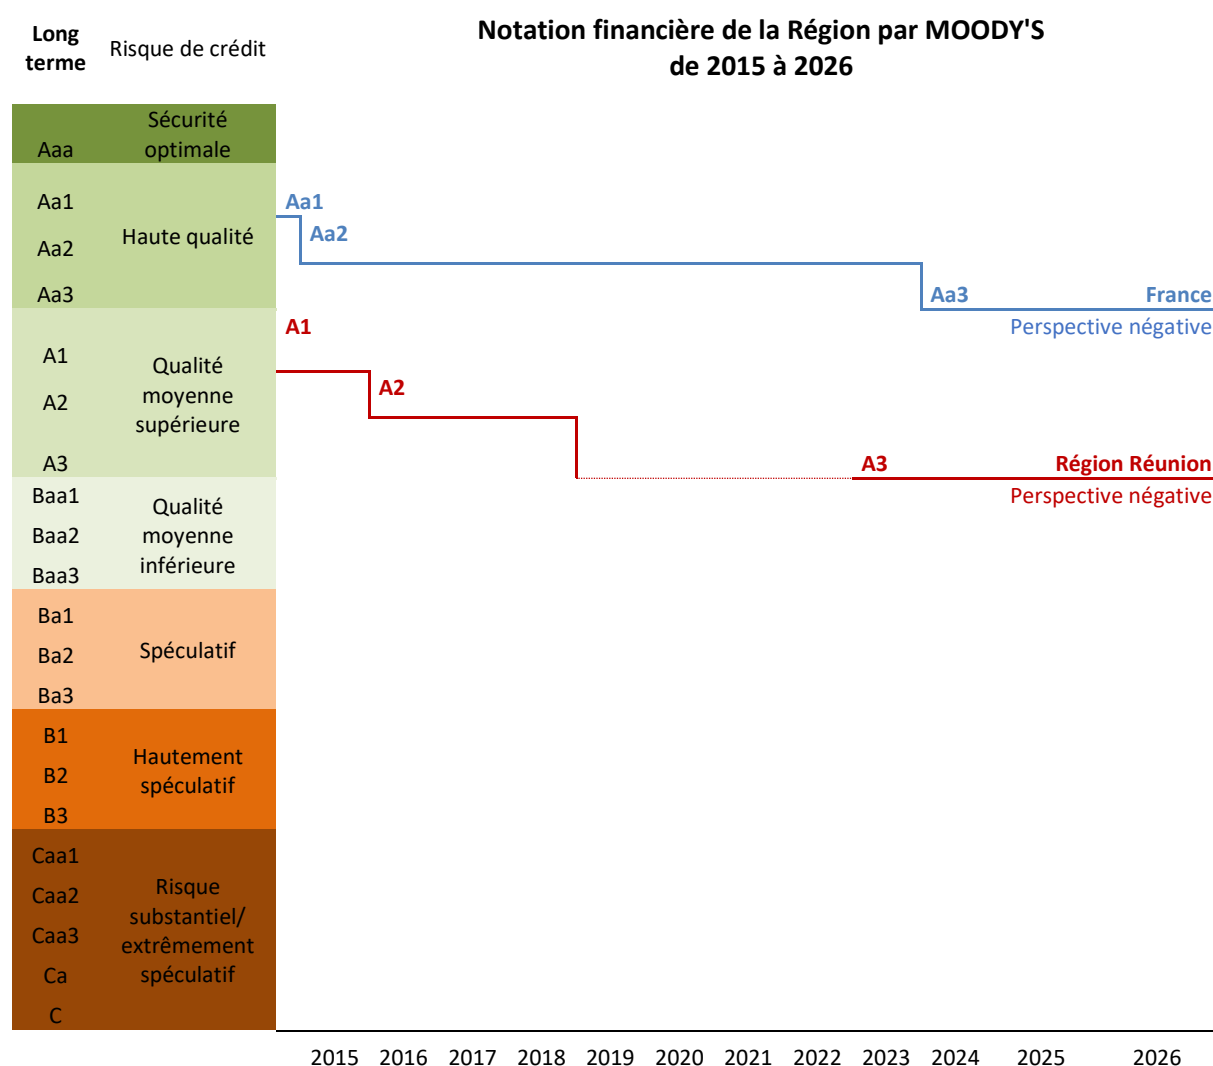 Long
terme
Risque de crédit
Notation financière de la Région par MOODY'S
de 2015 à 2026
Sécurité
optimale
Aaa
Aa1
Haute qualité
Aa2
Aa3
A1
Qualité
moyenne
supérieure
A2
A3
Baa1
Qualité
moyenne
inférieure
Baa2
Baa3
Ba1
Ba2
Spéculatif
Ba3
B1
Hautement
spéculatif
B2
B3
Caa1
Caa2
Risque
substantiel/
extrêmement
spéculatif
Caa3
Ca
C
Aa1
Aa2
Aa3
France
Perspective négative
A1
A2
A3
Région Réunion
Perspective négative
2015 2016 2017 2018 2019 2020 2021 2022 2023 2024 2025 2026